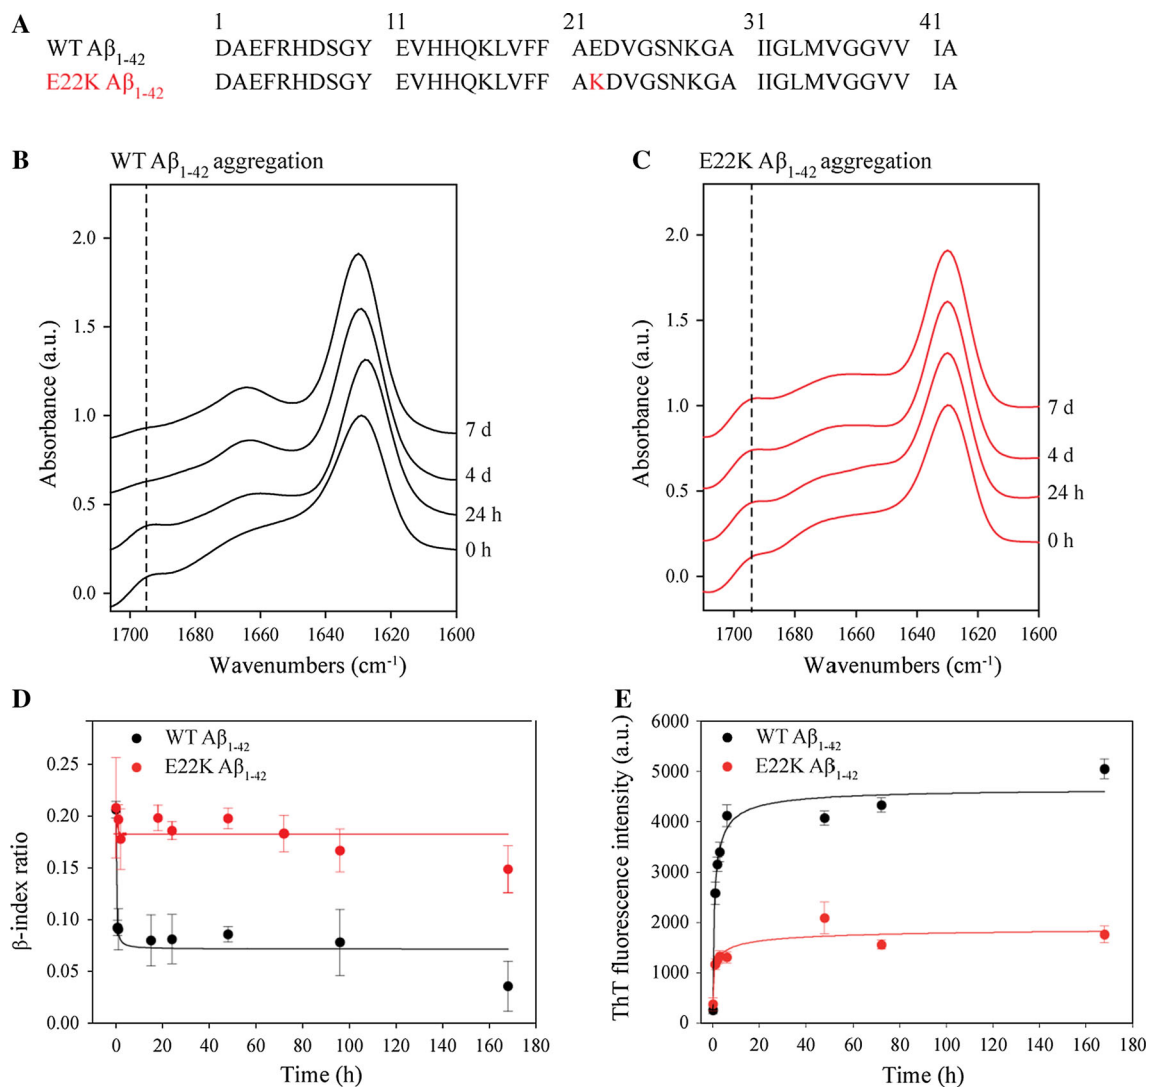 A
1 11 21 31 41
WT Aβ1-42 DAEFRHDSGY EVHHQKLVFF AEDVGSNKGA IIGLMVGGVV IA
E22K Aβ1-42 DAEFRHDSGY EVHHQKLVFF AKDVGSNKGA IIGLMVGGVV IA
B WT Aβ1-42 aggregation
2.0
1.5
1.0
0.5
0.0
Absorbance (a.u.)
7 d
4 d
24 h
0 h
1700 1680 1660 1640 1620 1600
Wavenumbers (cm-1)
C E22K Aβ1-42 aggregation
2.0
1.5
1.0
0.5
0.0
Absorbance (a.u.)
7 d
4 d
24 h
0 h
1700 1680 1660 1640 1620 1600
Wavenumbers (cm-1)
D
WT Aβ1-42
E22K Aβ1-42
0.25
0.20
0.15
0.10
0.05
0.00
β-index ratio
0 20 40 60 80 100 120 140 160 180
Time (h)
E
WT Aβ1-42
E22K Aβ1-42
6000
5000
4000
3000
2000
1000
0
ThT fluorescence intensity (a.u.)
0 20 40 60 80 100 120 140 160 180
Time (h)